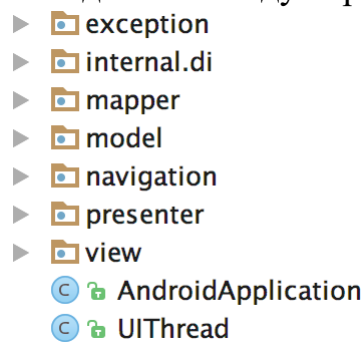 exception
internal.di
mapper
model
navigation
presenter
view
AndroidApplication
UIThread